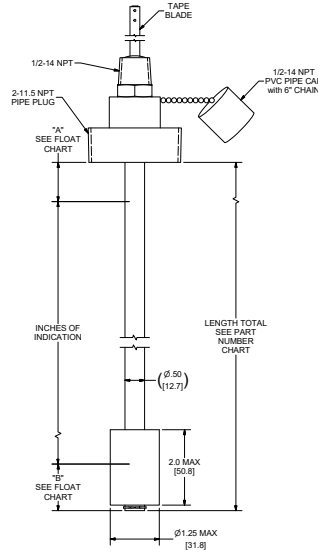 TAPE
BLADE
1/2-14 NPT
1/2-14 NPT
PVC PIPE CAP
with 6" CHAIN
2-11.5 NPT
PIPE PLUG
"A"
SEE FLOAT
CHART
INCHES OF
INDICATION
LENGTH TOTAL
SEE PART
NUMBER
CHART
(Ø.50)
[12.7]
2.0 MAX
[50.8]
"B"
SEE FLOAT
CHART
Ø1.25 MAX
[31.8]